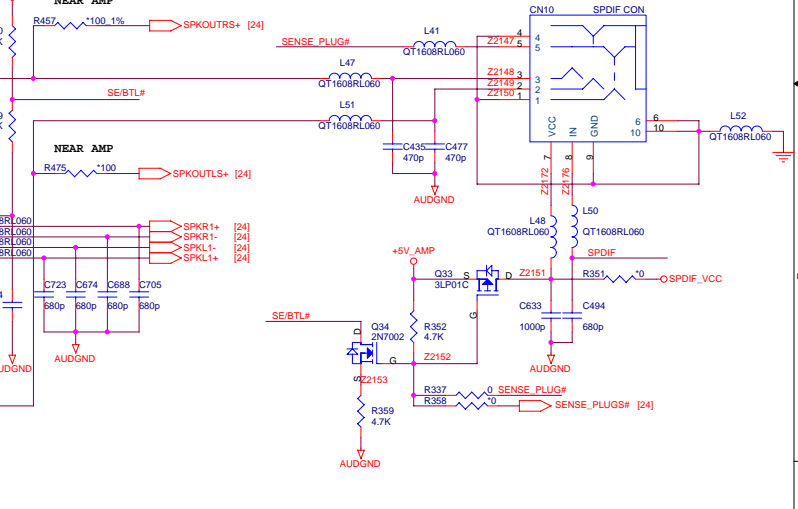 NEAR AMP
R457 *100_1% SPKOUTRS+ [24]
CN10 SPDIF CON
L41
SENSE_PLUG# Z2147 4 4
5 5
QT1608RL060
L47 Z2148 3 3
Z2149 2 2
Z2150 1 1
QT1608RL060
SE/BTL#
L51
QT1608RL060
6 6
10 10
L52
QT1608RL060
VCC IN GND
7 8 9
Z2172 Z2176
NEAR AMP
C435 C477
470p 470p
R475 *100 SPKOUTLS+ [24]
AUDGND
8RL060 SPKR1+ [24]
8RL060 SPKR1- [24]
8RL060 SPKL1- [24]
8RL060 SPKL1+ [24]
L48 L50
QT1608RL060 QT1608RL060
+5V_AMP SPDIF
Q33 S D Z2151 R351 *0 SPDIF_VCC
3LP01C
G
C723 C674 C688 C705
680p 680p 680p 680p
C633 C494
1000p 680p
SE/BTL#
Q34
2N7002
D
G
S
R352
4.7K
Z2152
AUDGND
AUDGND
UDGND
Z2153
R337 0 SENSE_PLUG#
R358 *0 SENSE_PLUGS# [24]
R359
4.7K
AUDGND